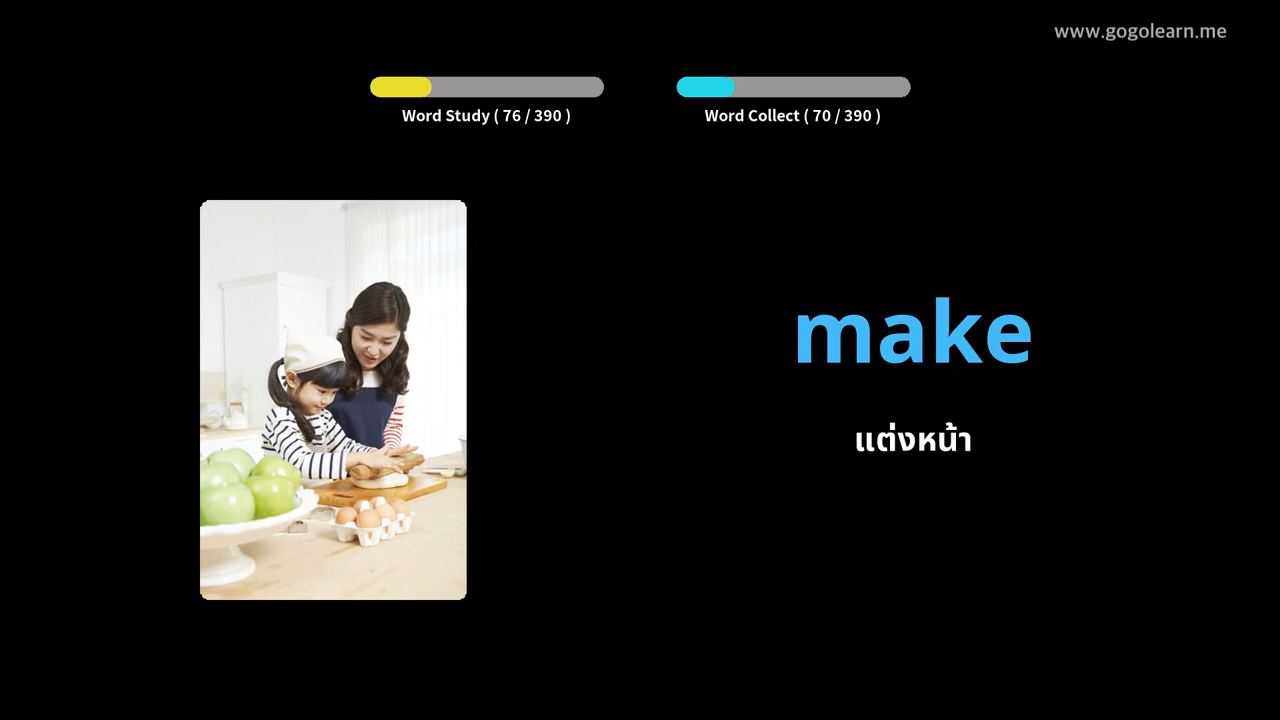 www.gogolearn.me
Word Study ( 76 / 390 )
Word Collect ( 70 / 390 )
make
แต่งหน้า